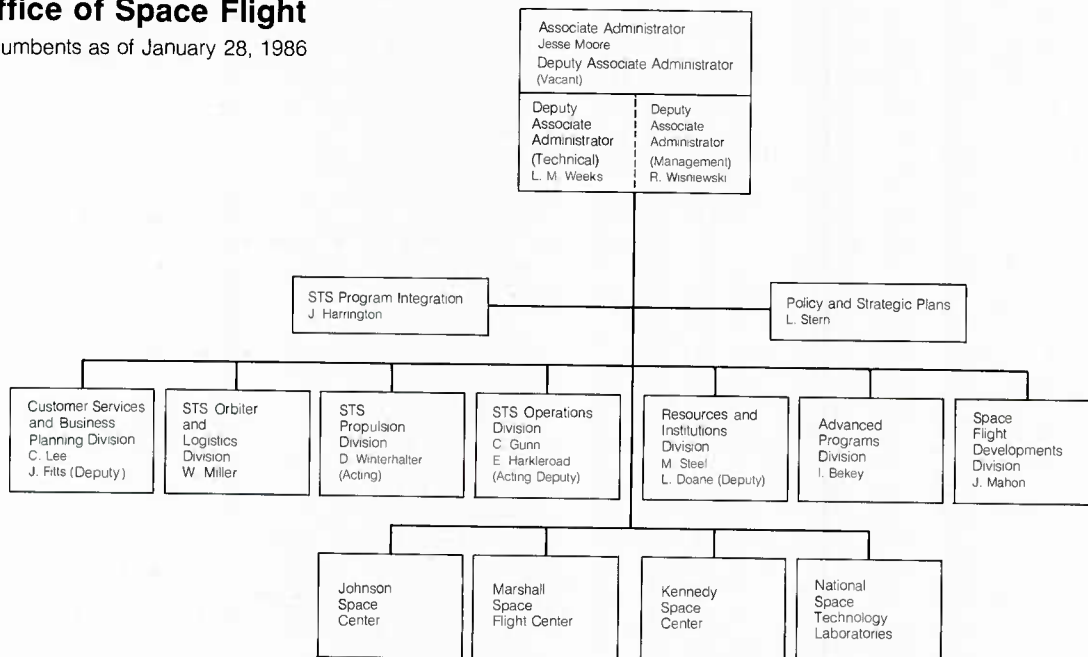 ffice of Space Flight
umbents as of January 28, 1986
Associate Administrator
Jesse Moore
Deputy Associate Administrator
(Vacant)
Deputy
Associate
Administrator
(Technical)
L. M. Weeks
Deputy
Associate
Administrator
(Management)
R. Wisniewski
STS Program Integration
J. Harrington
Policy and Strategic Plans
L. Stern
Customer Services
and Business
Planning Division
C. Lee
J. Fitts (Deputy)
STS Orbiter
and
Logistics
Division
W. Miller
STS
Propulsion
Division
D. Winterhalter
(Acting)
STS Operations
Division
C. Gunn
E. Harkleroad
(Acting Deputy)
Resources and
Institutions
Division
M. Steel
L. Doane (Deputy)
Advanced
Programs
Division
I. Bekey
Space
Flight
Developments
Division
J. Mahon
Johnson
Space
Center
Marshall
Space
Flight Center
Kennedy
Space
Center
National
Space
Technology
Laboratories